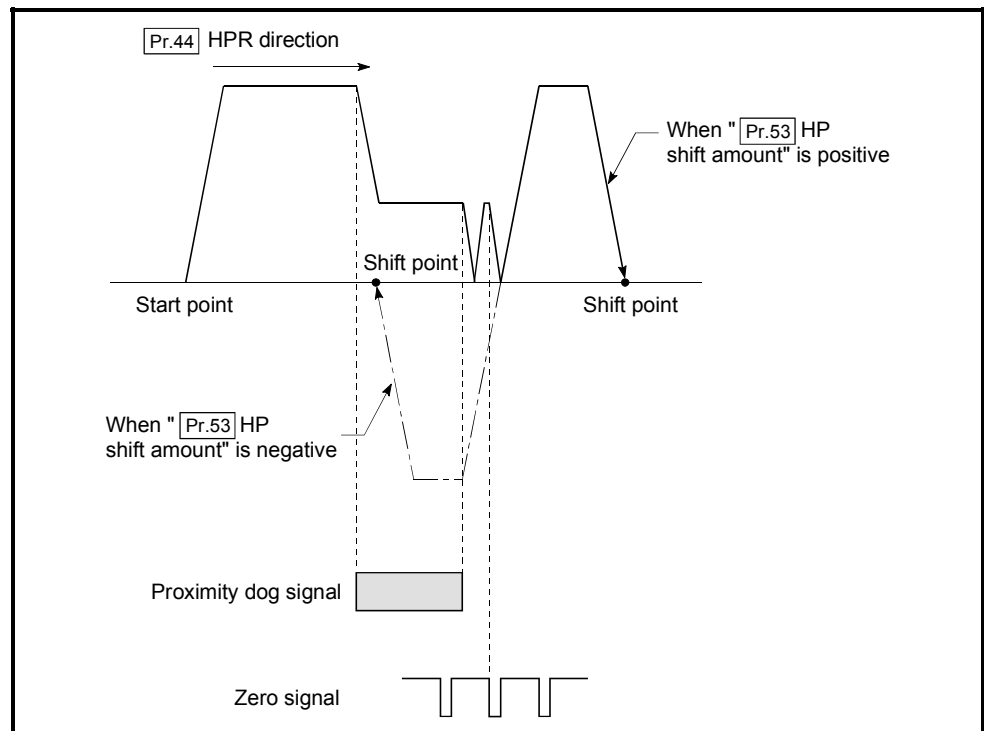 Pr.44 HPR direction
When " Pr.53 HP
shift amount" is positive
Shift point
Start point
Shift point
When " Pr.53 HP
shift amount" is negative
Proximity dog signal
Zero signal